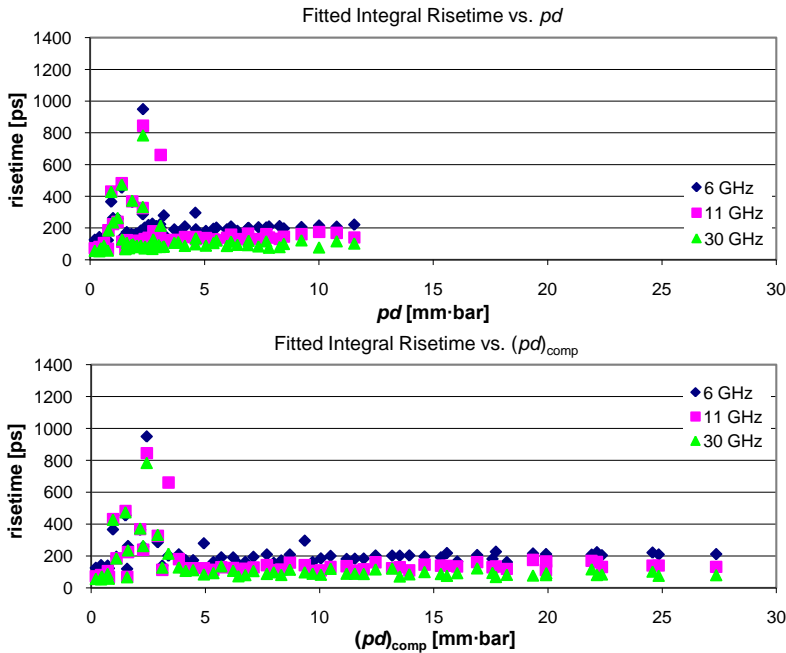 Fitted Integral Risetime vs. pd
1400
1200
1000
800
600
400
200
0
risetime [ps]
6 GHz
11 GHz
30 GHz
0 5 10 15 20 25 30
pd [mm·bar]
Fitted Integral Risetime vs. (pd)comp
1400
1200
1000
800
600
400
200
0
risetime [ps]
6 GHz
11 GHz
30 GHz
0 5 10 15 20 25 30
(pd)comp [mm·bar]